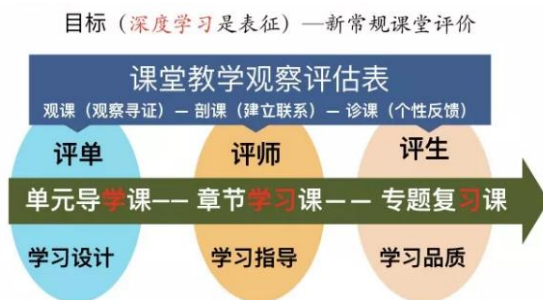 目标（深度学习是表征）—新常规课堂评价
课堂教学观察评估表
观课（观察寻证）— 剖课（建立联系）— 诊课（个性反馈）
评单 评师 评生
单元导学课—— 章节学习课—— 专题复习课
学习设计 学习指导 学习品质